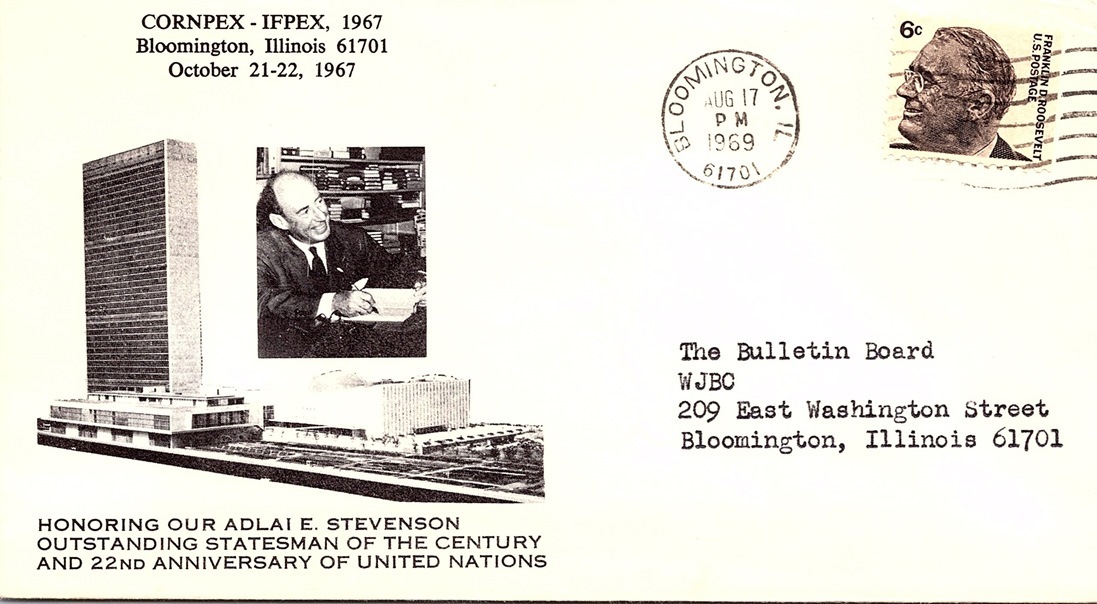 CORNPEX - IFPEX, 1967
Bloomington, Illinois 61701
October 21-22, 1967
BLOOMINGTON, IL
AUG 17
PM
1969
61701
6c
FRANKLIN D. ROOSEVELT
U.S. POSTAGE
The Bulletin Board
WJBC
209 East Washington Street
Bloomington, Illinois 61701
HONORING OUR ADLAI E. STEVENSON
OUTSTANDING STATESMAN OF THE CENTURY
AND 22ND ANNIVERSARY OF UNITED NATIONS